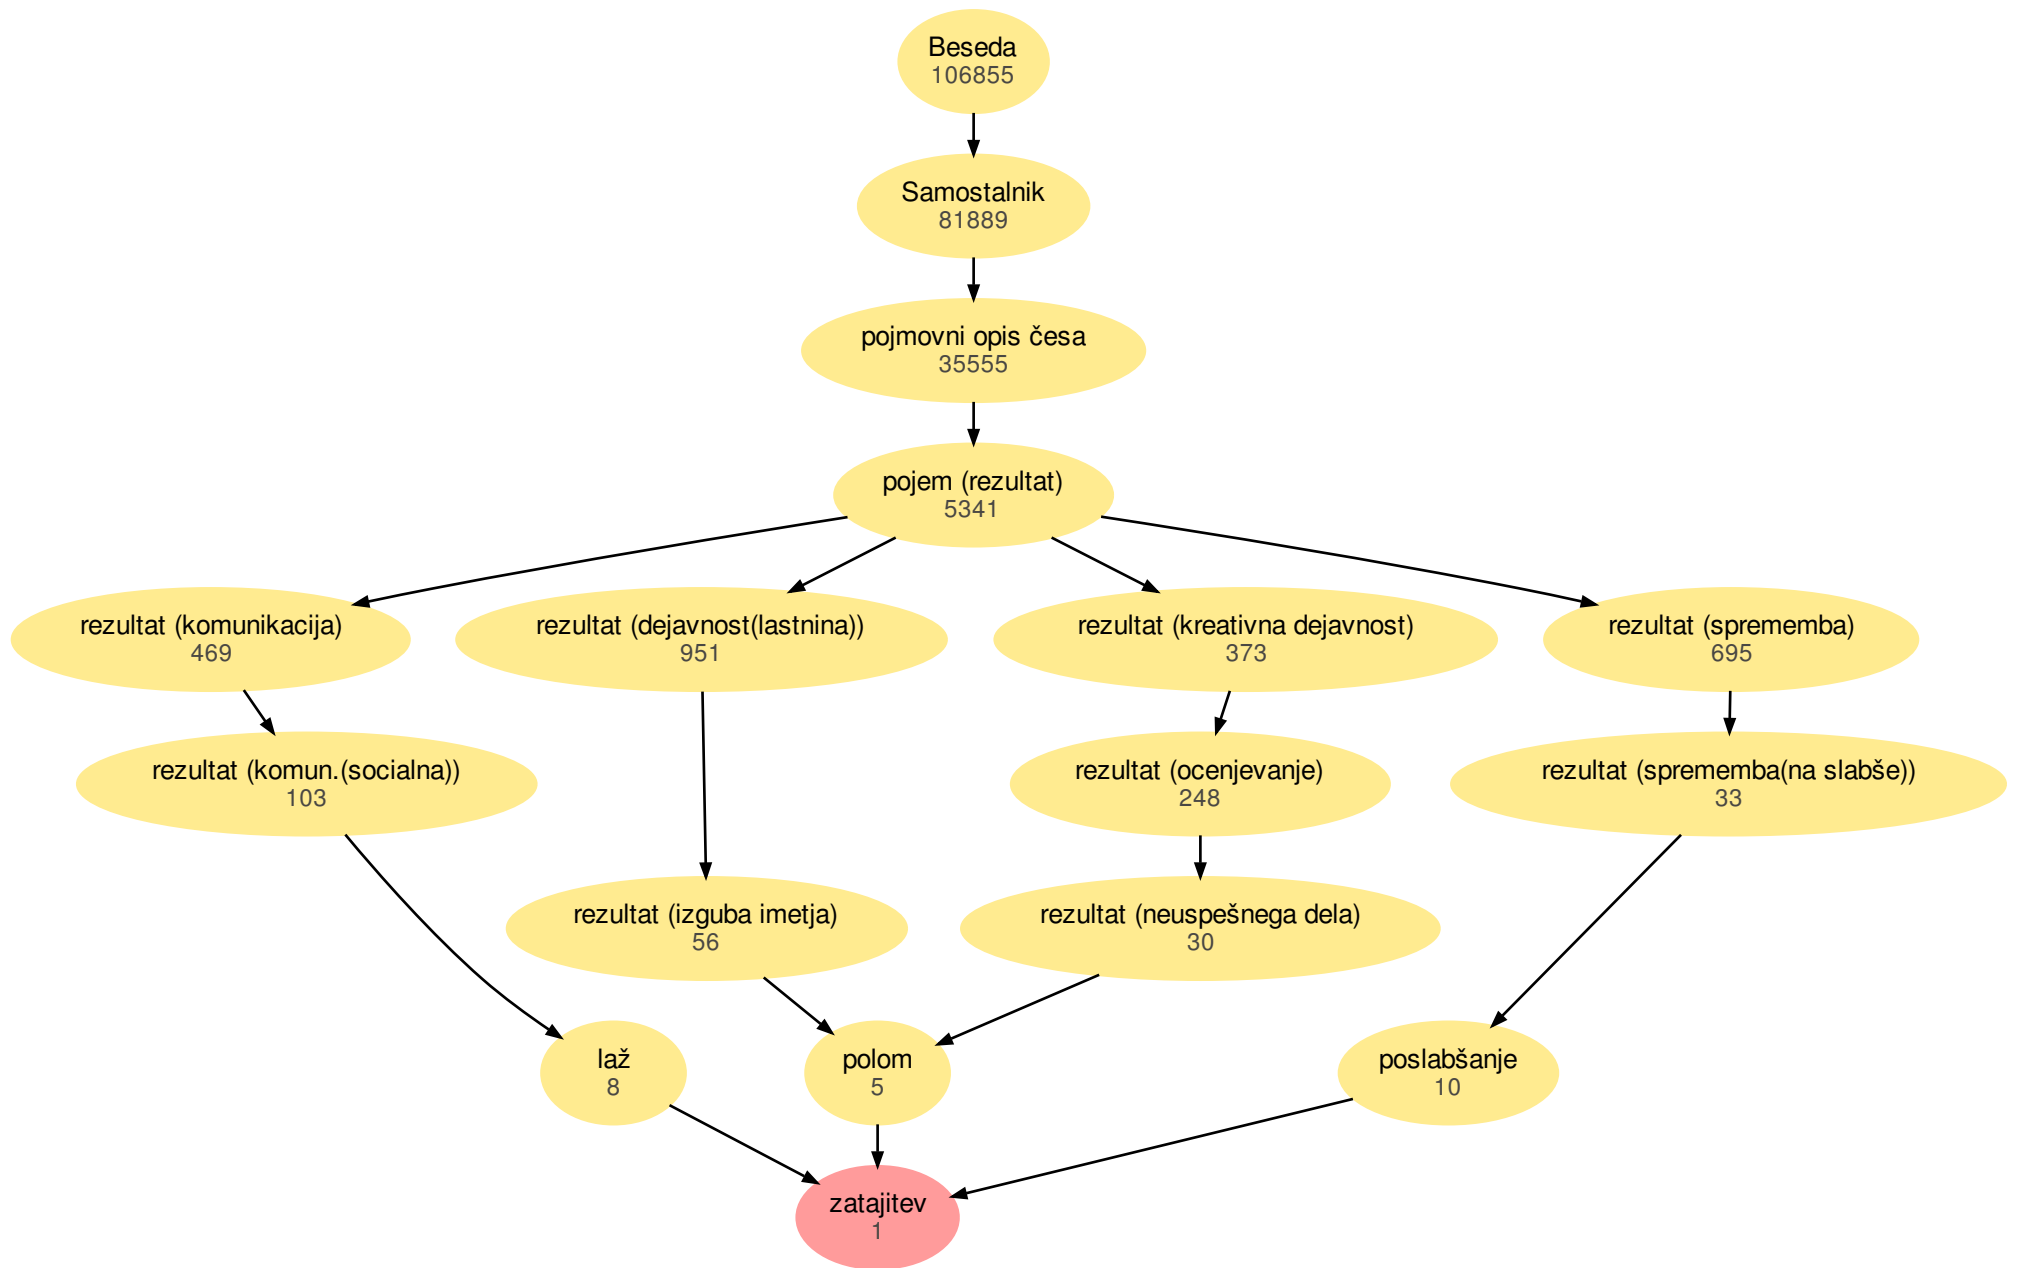 Beseda
106855
Samostalnik
81889
pojmovni opis česa
35555
pojem (rezultat)
5341
rezultat (komunikacija)
469
rezultat (dejavnost(lastnina))
951
rezultat (kreativna dejavnost)
373
rezultat (sprememba)
695
rezultat (komun.(socialna))
103
rezultat (ocenjevanje)
248
rezultat (sprememba(na slabše))
33
rezultat (izguba imetja)
56
rezultat (neuspešnega dela)
30
laž
8
polom
5
poslabšanje
10
zatajitev
1